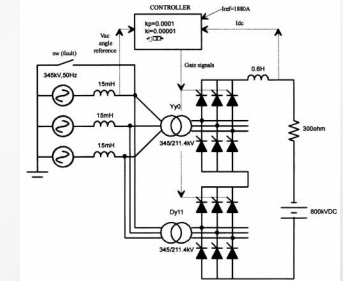 CONTROLLER
Iref=1880A
kp=0.0001
ki=0.00001
Vac
angle
reference
Idc
sw (fault)
Gate signals
345kV,50Hz
15mH
0.6H
15mH
Yy0
15mH
300ohm
345/211.4kV
800kVDC
Dy11
345/211.4kV